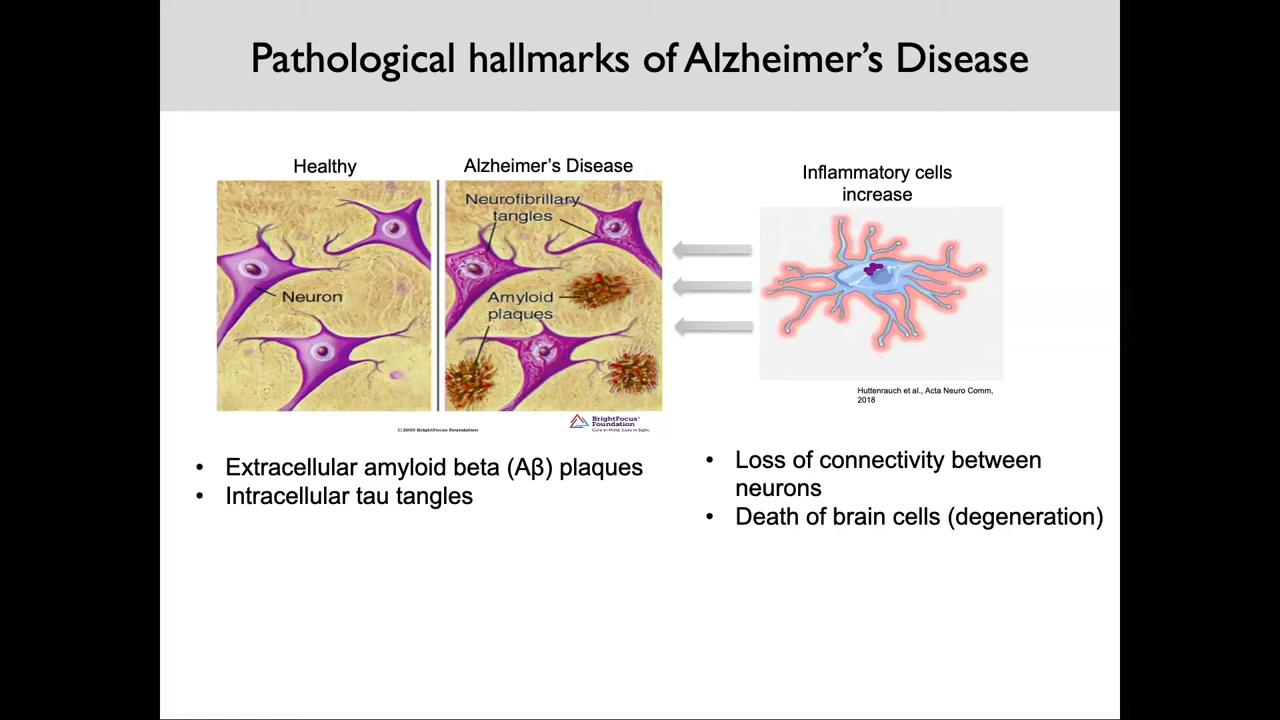 Pathological hallmarks of Alzheimer's Disease
Healthy
Alzheimer's Disease
Neuron
Neurofibrillary
tangles
Amyloid
plaques
© 2000 BrightFocus Foundation
BrightFocus®
Foundation
Cure in Mind. Cure in Sight.
Inflammatory cells
increase
Huttenrauch et al., Acta Neuro Comm,
2018
• Extracellular amyloid beta (Aβ) plaques
• Intracellular tau tangles
• Loss of connectivity between
neurons
• Death of brain cells (degeneration)